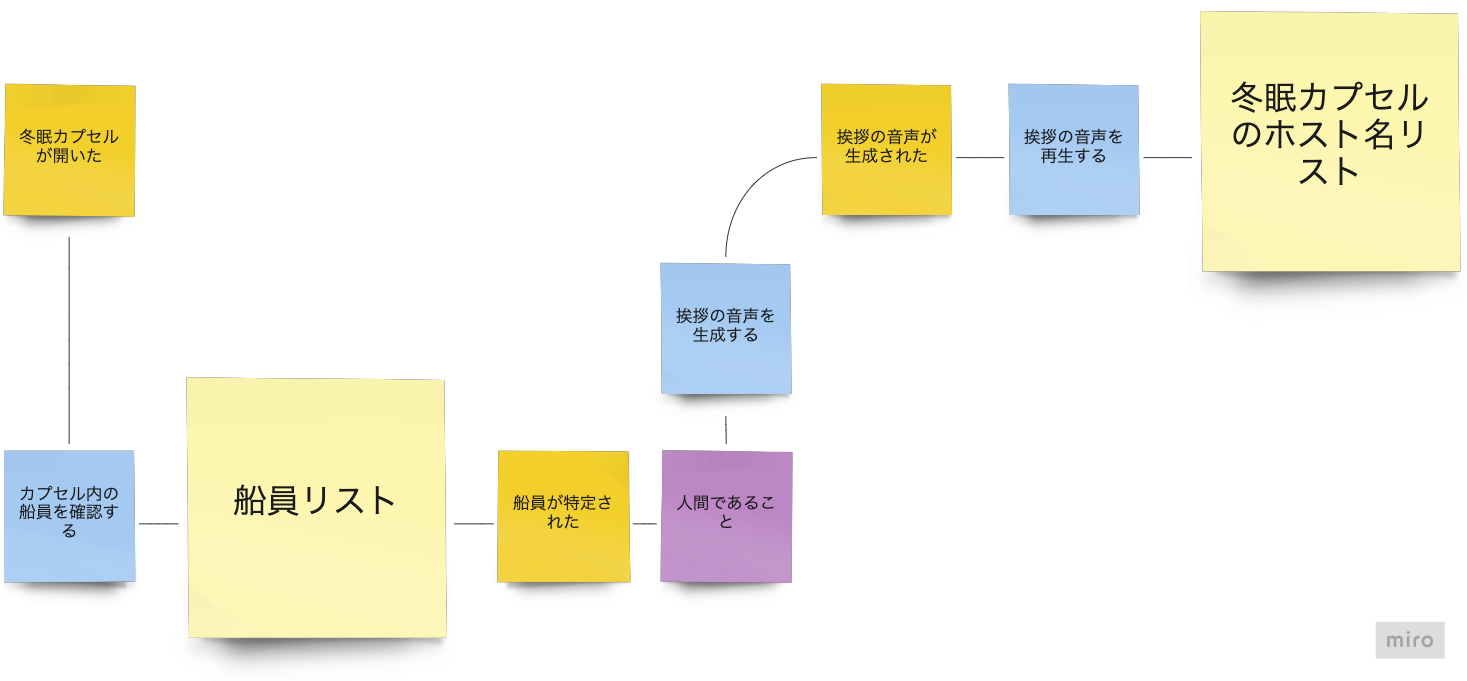 冬眠カプセル
が開いた
カプセル内の
船員を確認す
る
船員リスト
船員が特定さ
れた
人間であるこ
と
挨拶の音声を
生成する
挨拶の音声が
生成された
挨拶の音声を
再生する
冬眠カプセル
のホスト名リ
スト
miro